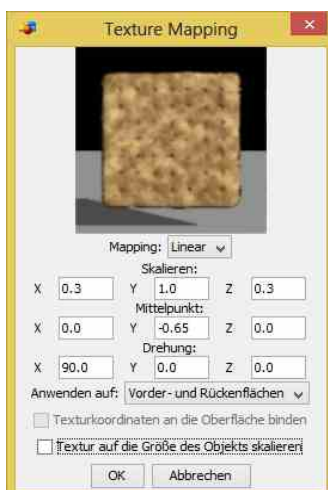 Texture Mapping
Mapping: Linear
Skalieren:
X 0.3 Y 1.0 Z 0.3
Mittelpunkt:
X 0.0 Y -0.65 Z 0.0
Drehung:
X 90.0 Y 0.0 Z 0.0
Anwenden auf: Vorder- und Rückenflächen
Texturkoordinaten an die Oberfläche binden
Textur auf die Größe des Objekts skalieren
OK Abbrechen